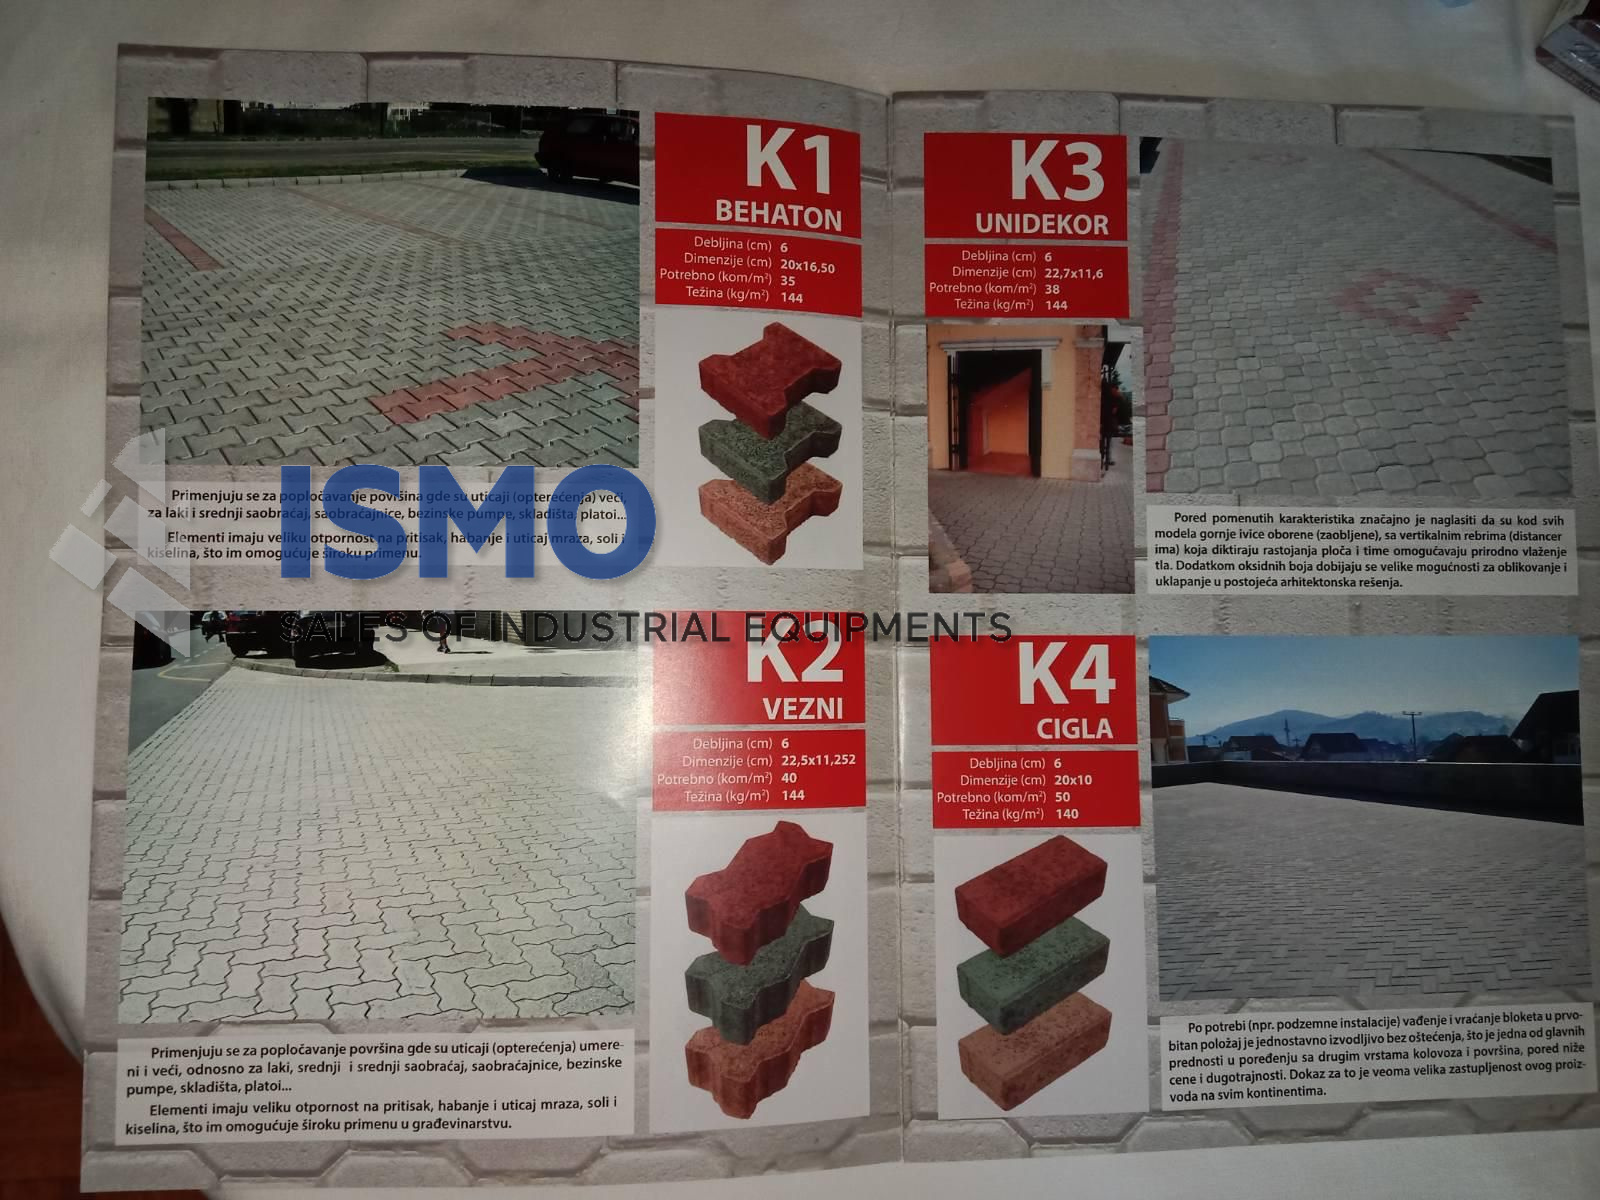 K1
BEHATON
Debljina (cm) 6
Dimenzije (cm) 20x16,50
Potrebno (kom/m²) 35
Težina (kg/m²) 144
Primenjuju se za popločavanje površina gde su uticaji (opterećenja) veći,
za laki i srednji saobraćaj, saobraćajnice, bezinske pumpe, skladišta, platoi...
Elementi imaju veliku otpornost na pritisak, habanje i uticaj mraza, soli i
kiselina, što im omogućuje široku primenu.
ISMO
SALES OF INDUSTRIAL EQUIPMENTS
K2
VEZNI
Debljina (cm) 6
Dimenzije (cm) 22,5x11,252
Potrebno (kom/m²) 40
Težina (kg/m²) 144
Primenjuju se za popločavanje površina gde su uticaji (opterećenja) umere-
ni i veći, odnosno za laki, srednji i srednji saobraćaj, saobraćajnice, bezinske
pumpe, skladišta, platoi...
Elementi imaju veliku otpornost na pritisak, habanje i uticaj mraza, soli i
kiselina, što im omogućuje široku primenu u građevinarstvu.
K3
UNIDEKOR
Debljina (cm) 6
Dimenzije (cm) 22,7x11,6
Potrebno (kom/m²) 38
Težina (kg/m²) 144
Pored pomenutih karakteristika značajno je naglasiti da su kod svih
modela gornje ivice oborene (zaobljene), sa vertikalnim rebrima (distancer
ima) koja diktiraju rastojanja ploča i time omogućavaju prirodno vlaženje
tla. Dodatkom oksidnih boja dobijaju se velike mogućnosti za oblikovanje i
uklapanje u postojeća arhitektonska rešenja.
K4
CIGLA
Debljina (cm) 6
Dimenzije (cm) 20x10
Potrebno (kom/m²) 50
Težina (kg/m²) 140
Po potrebi (npr. podzemne instalacije) vađenje i vraćanje bloketa u prvo-
bitan položaj je jednostavno izvodljivo bez oštećenja, što je jedna od glavnih
prednosti u poređenju sa drugim vrstama kolovoza i površina, pored niže
cene i dugotrajnosti. Dokaz za to je veoma velika zastupljenost ovog proiz-
voda na svim kontinentima.